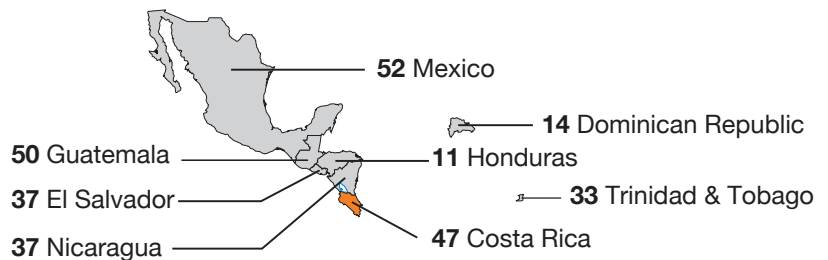 52 Mexico
14 Dominican Republic
50 Guatemala
11 Honduras
37 El Salvador
33 Trinidad & Tobago
37 Nicaragua
47 Costa Rica